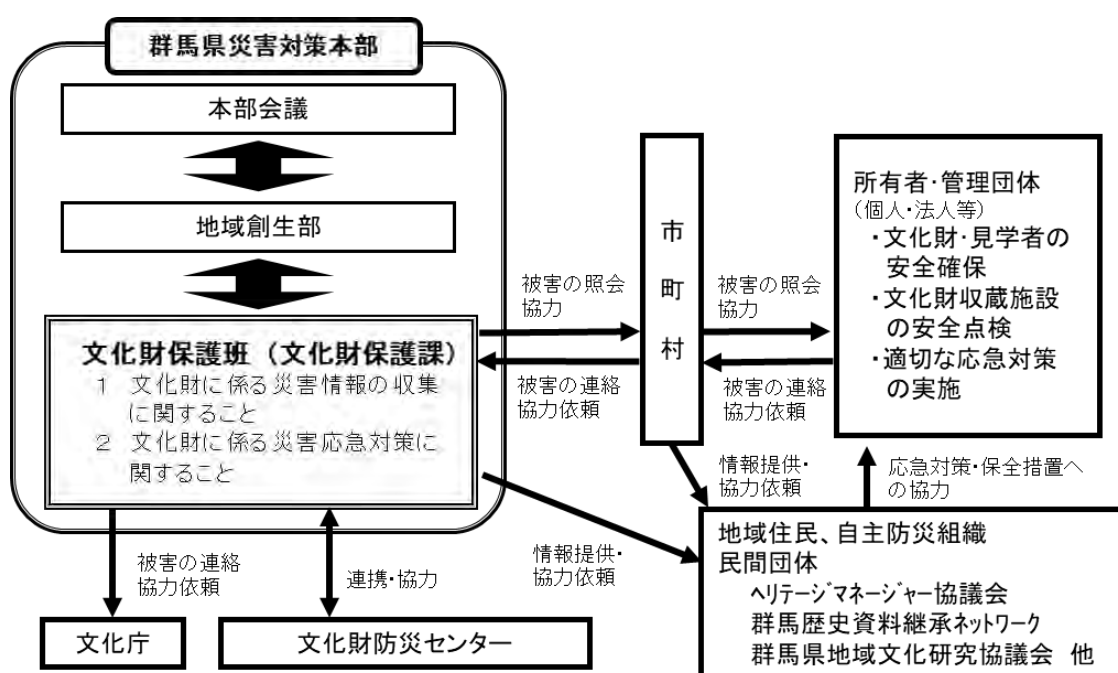 群馬県災害対策本部
本部会議
地域創生部
文化財保護班（文化財保護課）
１　文化財に係る災害情報の収集
に関すること
２　文化財に係る災害応急対策に
関すること
被害の照会
協力
被害の連絡
協力依頼
市
町
村
被害の照会
協力
被害の連絡
協力依頼
所有者・管理団体
（個人・法人等）
・文化財・見学者の
安全確保
・文化財収蔵施設
の安全点検
・適切な応急対策
の実施
情報提供・
協力依頼
応急対策・保全措置へ
の協力
被害の連絡
協力依頼
連携・協力
情報提供・
協力依頼
文化庁
文化財防災センター
地域住民、自主防災組織
民間団体
ヘリテージマネージャー協議会
群馬歴史資料継承ネットワーク
群馬県地域文化研究協議会　他